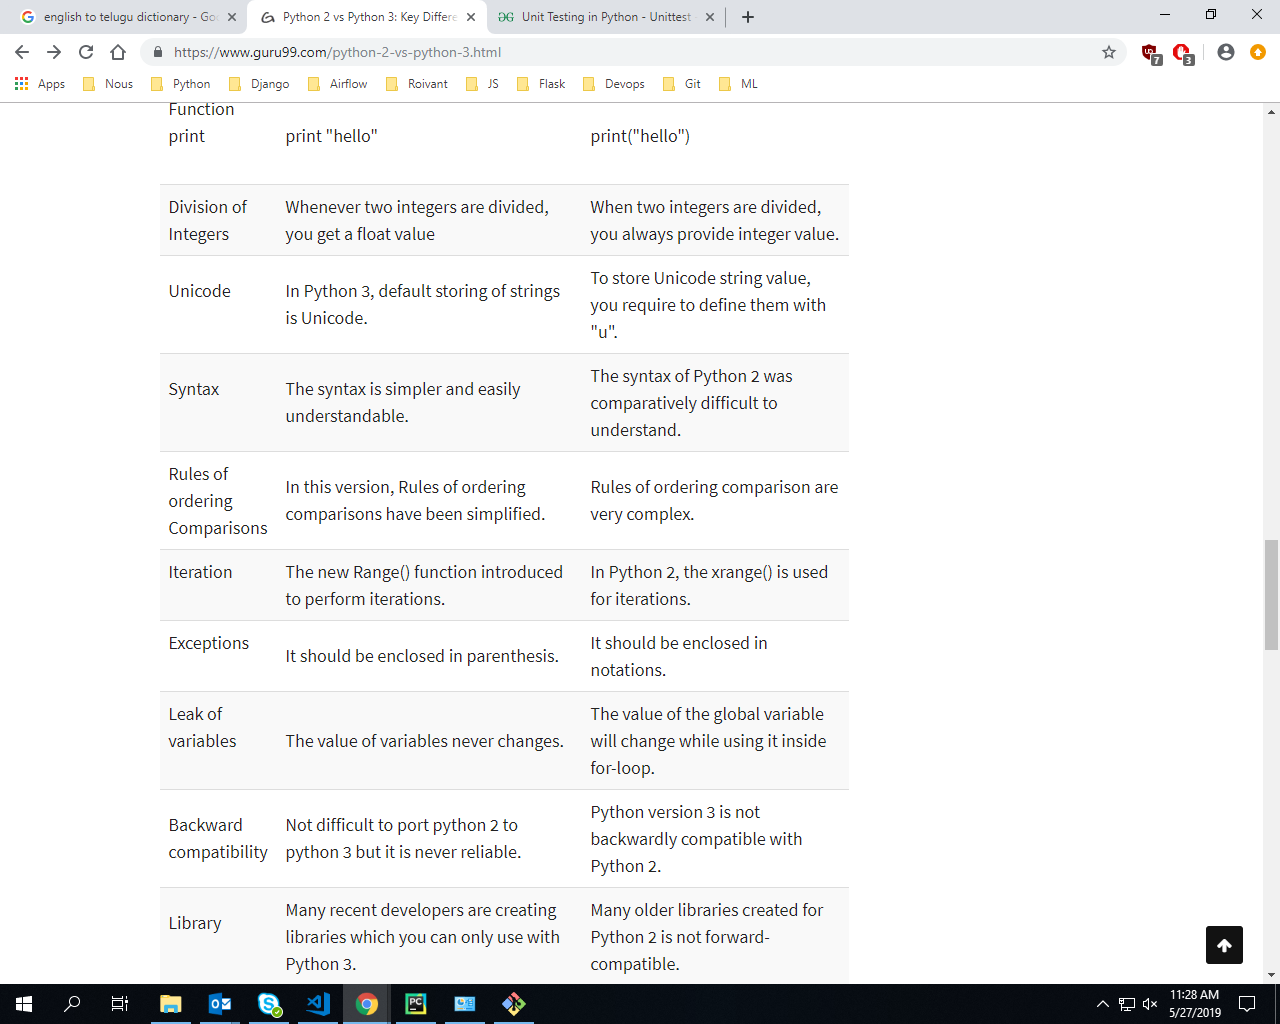 english to telugu dictionary - Go
Python 2 vs Python 3: Key Differe
Unit Testing in Python - Unittest
https://www.guru99.com/python-2-vs-python-3.html
7
3
Apps Nous Python Django Airflow Roivant JS Flask Devops Git ML
Function
print
print "hello"
print("hello")
Division of
Integers
Whenever two integers are divided,
you get a float value
When two integers are divided,
you always provide integer value.
Unicode
In Python 3, default storing of strings
is Unicode.
To store Unicode string value,
you require to define them with
"u".
Syntax
The syntax is simpler and easily
understandable.
The syntax of Python 2 was
comparatively difficult to
understand.
Rules of
ordering
Comparisons
In this version, Rules of ordering
comparisons have been simplified.
Rules of ordering comparison are
very complex.
Iteration
The new Range() function introduced
to perform iterations.
In Python 2, the xrange() is used
for iterations.
Exceptions
It should be enclosed in parenthesis.
It should be enclosed in
notations.
Leak of
variables
The value of variables never changes.
The value of the global variable
will change while using it inside
for-loop.
Backward
compatibility
Not difficult to port python 2 to
python 3 but it is never reliable.
Python version 3 is not
backwardly compatible with
Python 2.
Library
Many recent developers are creating
libraries which you can only use with
Python 3.
Many older libraries created for
Python 2 is not forward-
compatible.
11:28 AM
5/27/2019